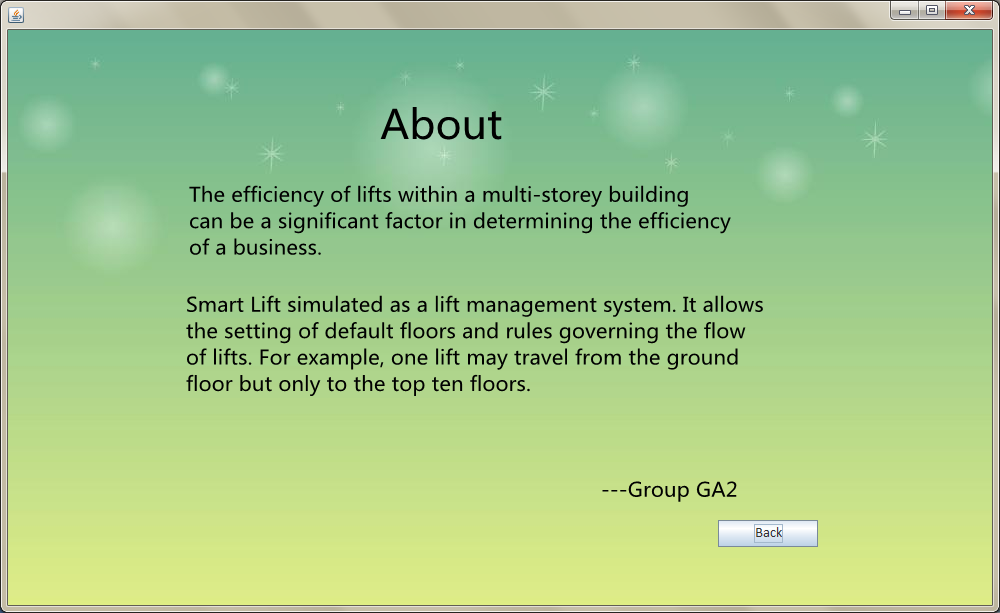 About
The efficiency of lifts within a multi-storey building
can be a significant factor in determining the efficiency
of a business.
Smart Lift simulated as a lift management system. It allows
the setting of default floors and rules governing the flow
of lifts. For example, one lift may travel from the ground
floor but only to the top ten floors.
---Group GA2
Back